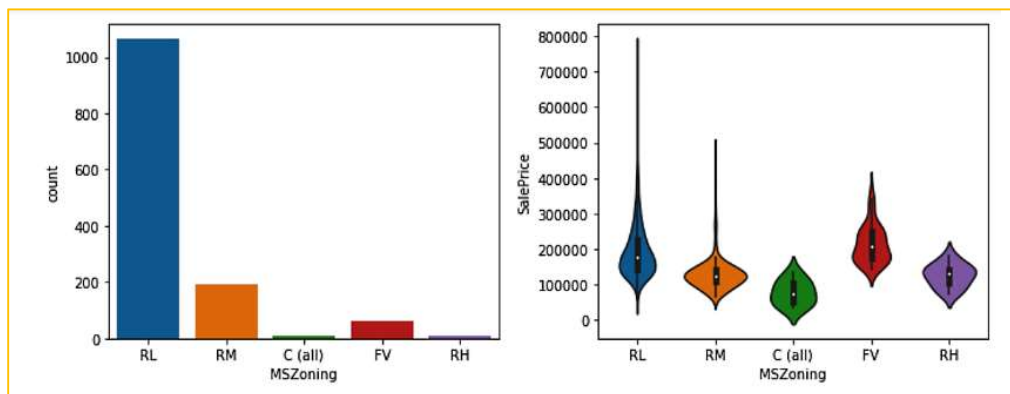 1000
800
600
400
200
0
count
RL RM C (all) FV RH
MSZoning
800000
700000
600000
500000
400000
300000
200000
100000
0
SalePrice
RL RM C (all) FV RH
MSZoning